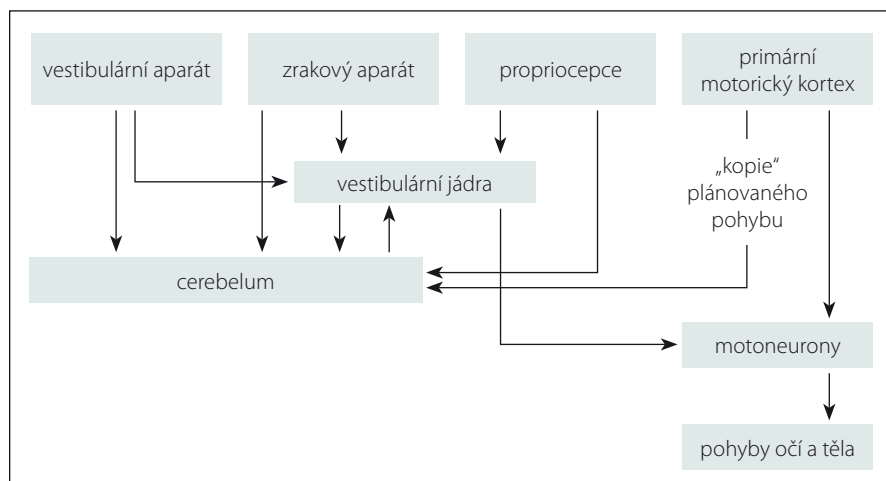 vestibulární aparát
zrakový aparát
propriocepce
primární
motorický kortex
„kopie“
plánovaného
pohybu
vestibulární jádra
cerebelum
motoneurony
pohyby očí a těla